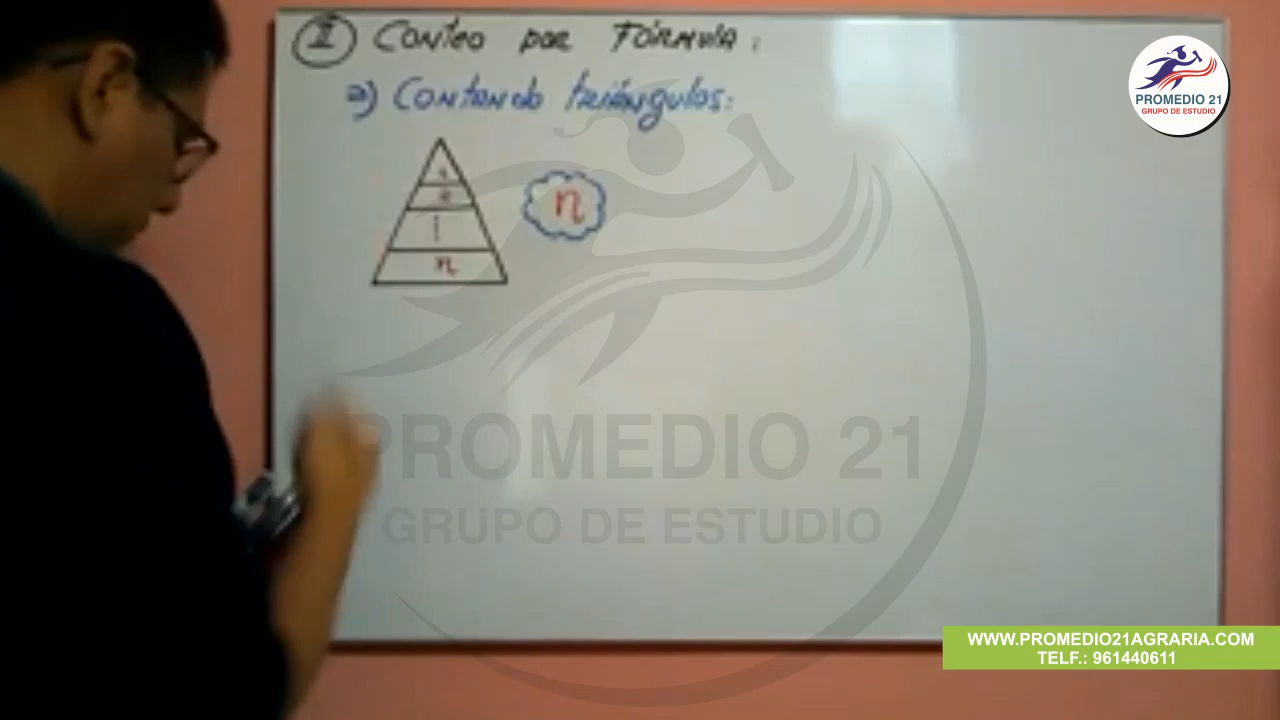 II Conteo por Fórmula:
a) Contando triángulos:
1
2
n
n
PROMEDIO 21
GRUPO DE ESTUDIO
PROMEDIO 21
GRUPO DE ESTUDIO
WWW.PROMEDIO21AGRARIA.COM
TELF.: 961440611